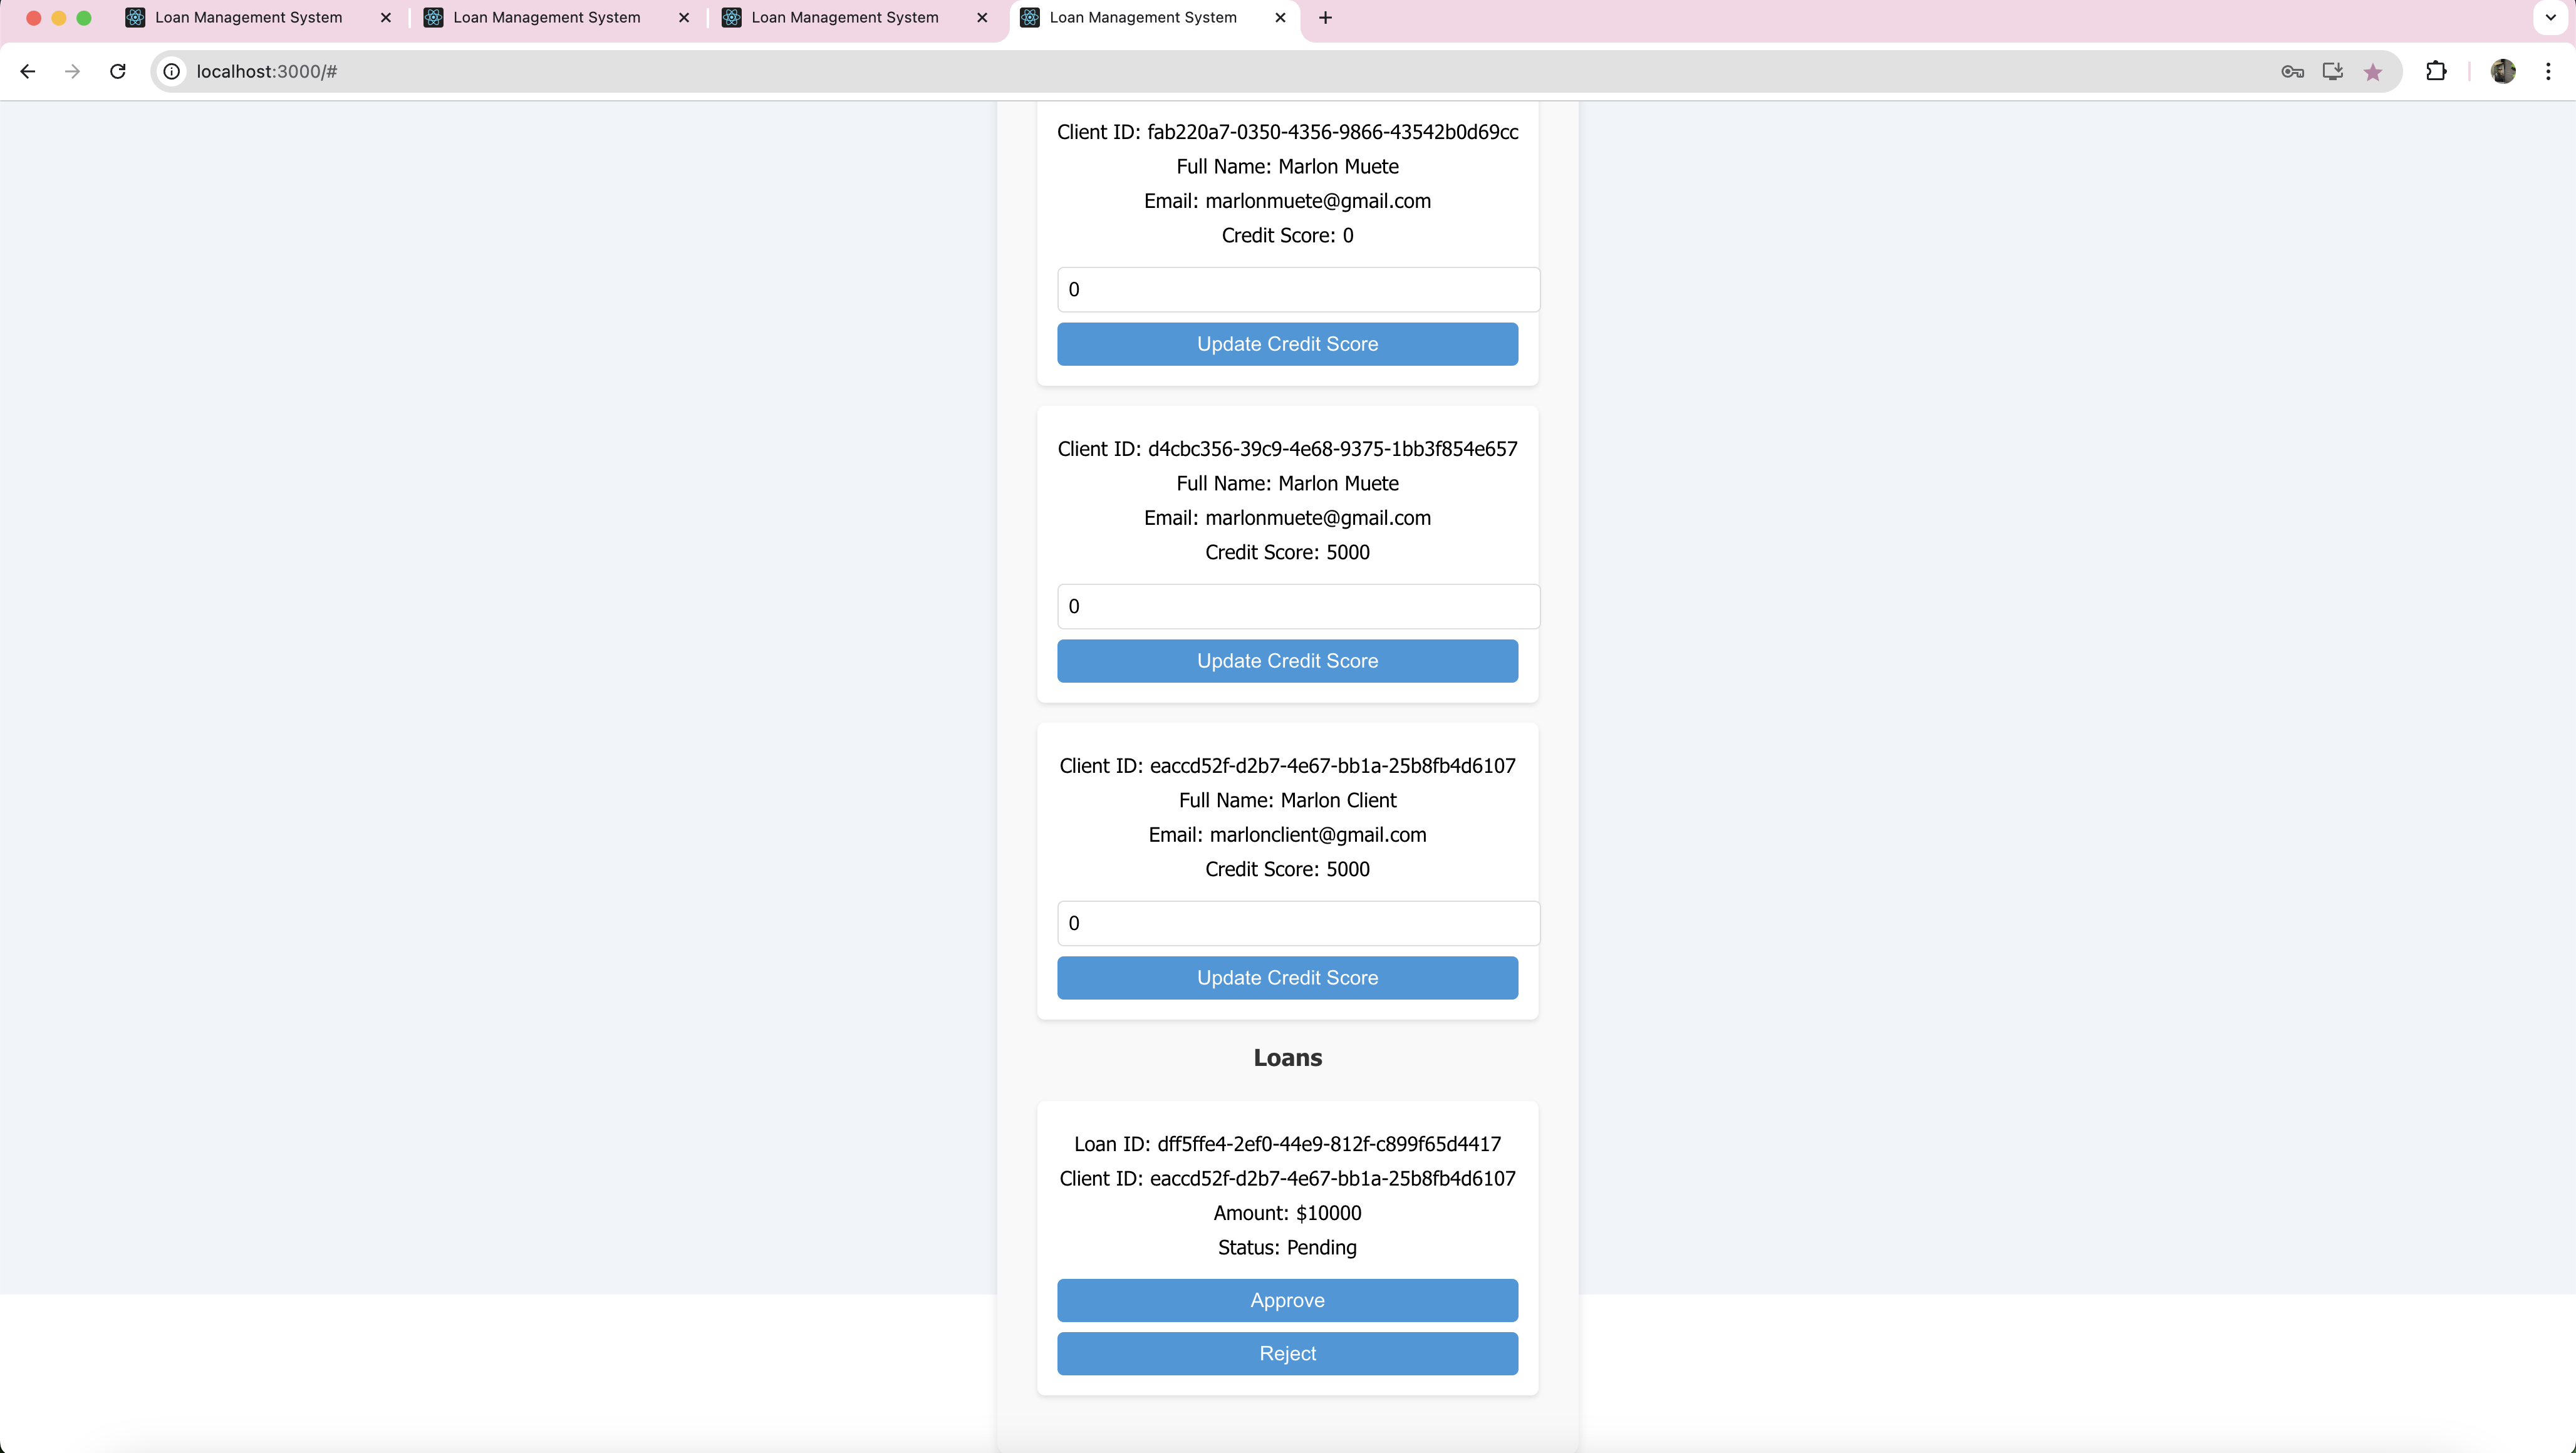 Loan Management System
Loan Management System
Loan Management System
Loan Management System
localhost:3000/#
Client ID: fab220a7-0350-4356-9866-43542b0d69cc
Full Name: Marlon Muete
Email: marlonmuete@gmail.com
Credit Score: 0
0
Update Credit Score
Client ID: d4cbc356-39c9-4e68-9375-1bb3f854e657
Full Name: Marlon Muete
Email: marlonmuete@gmail.com
Credit Score: 5000
0
Update Credit Score
Client ID: eaccd52f-d2b7-4e67-bb1a-25b8fb4d6107
Full Name: Marlon Client
Email: marlonclient@gmail.com
Credit Score: 5000
0
Update Credit Score
Loans
Loan ID: dff5ffe4-2ef0-44e9-812f-c899f65d4417
Client ID: eaccd52f-d2b7-4e67-bb1a-25b8fb4d6107
Amount: $10000
Status: Pending
Approve
Reject